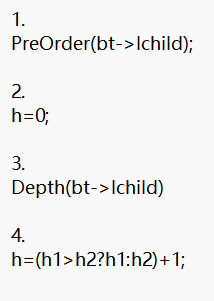 1.
PreOrder(bt->lchild);
2.
h=0;
3.
Depth(bt->lchild)
4.
h=(h1>h2?h1:h2)+1;